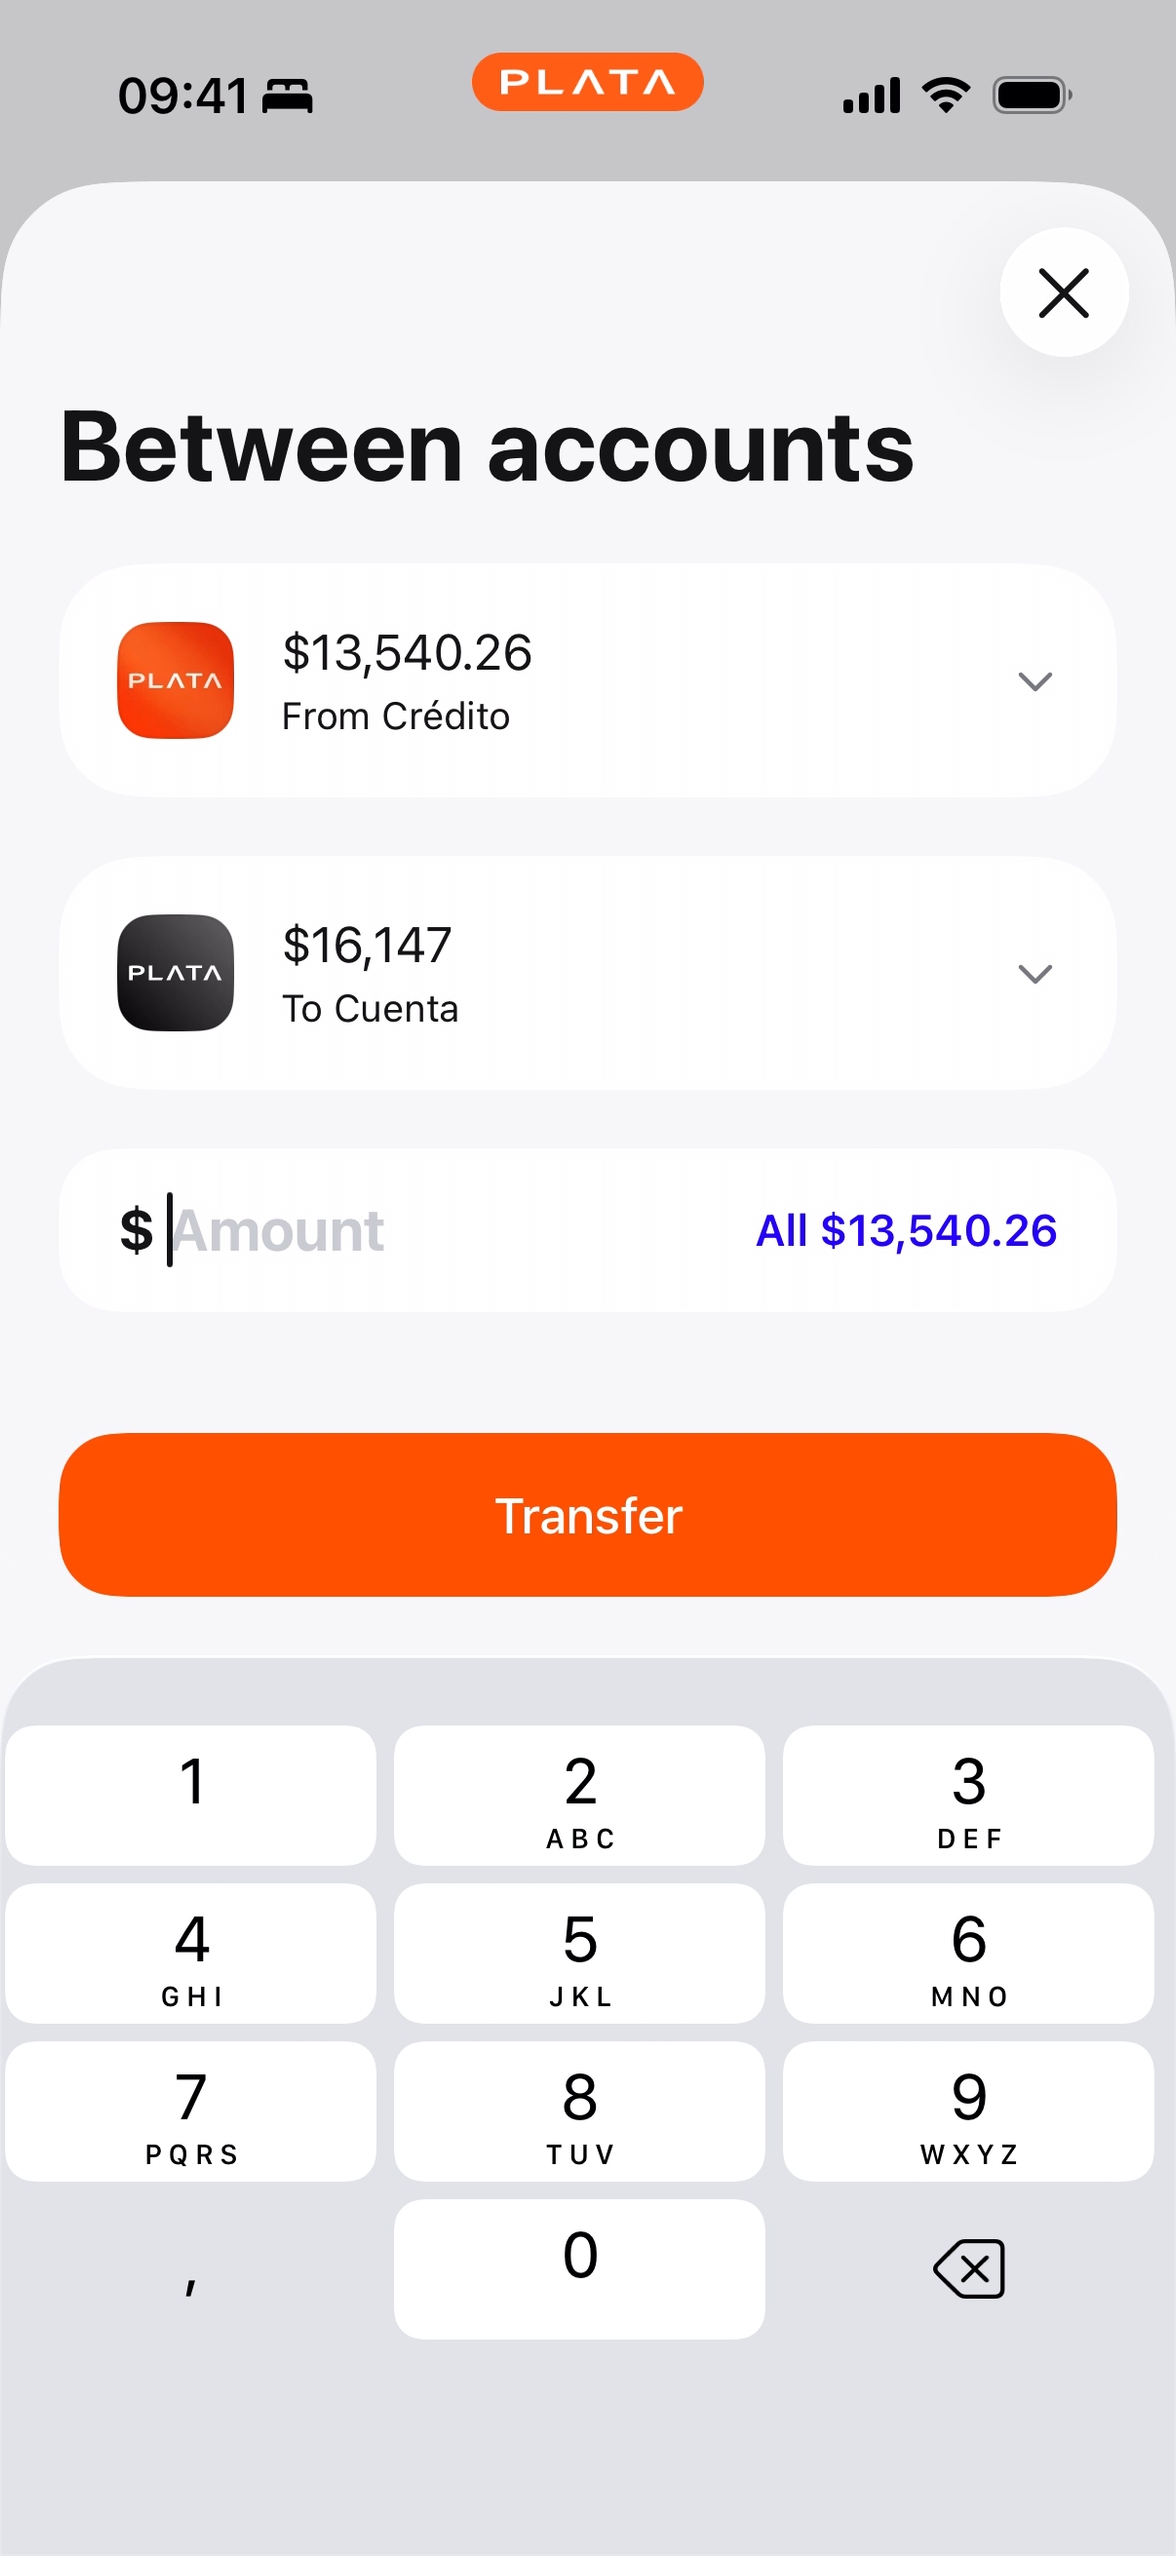 09:41
PLATA
Between accounts
PLATA
$13,540.26
From Crédito
PLATA
$16,147
To Cuenta
$ Amount
All $13,540.26
Transfer
1
2
ABC
3
DEF
4
GHI
5
JKL
6
MNO
7
PQRS
8
TUV
9
WXYZ
,
0